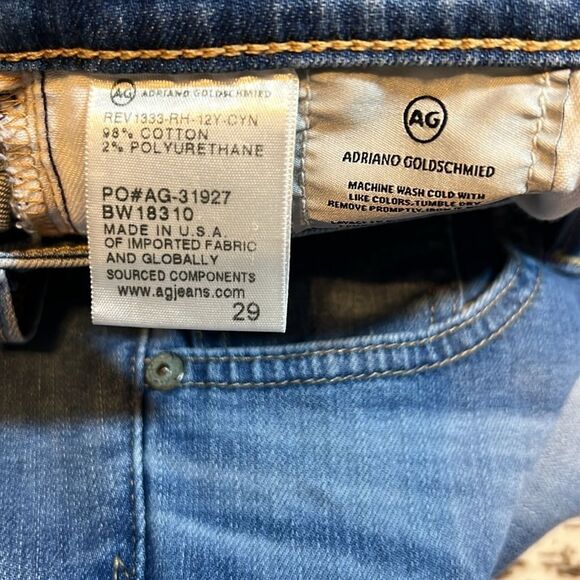 AG ADRIANO GOLDSCHMIED
REV1333-RH-12Y-CYN
98% COTTON
2% POLYURETHANE
PO#AG-31927
BW18310
MADE IN U.S.A.
OF IMPORTED FABRIC
AND GLOBALLY
SOURCED COMPONENTS
www.agjeans.com
29
AG
ADRIANO GOLDSCHMIED
MACHINE WASH COLD WITH
LIKE COLORS. TUMBLE DRY
REMOVE PROMPTLY.